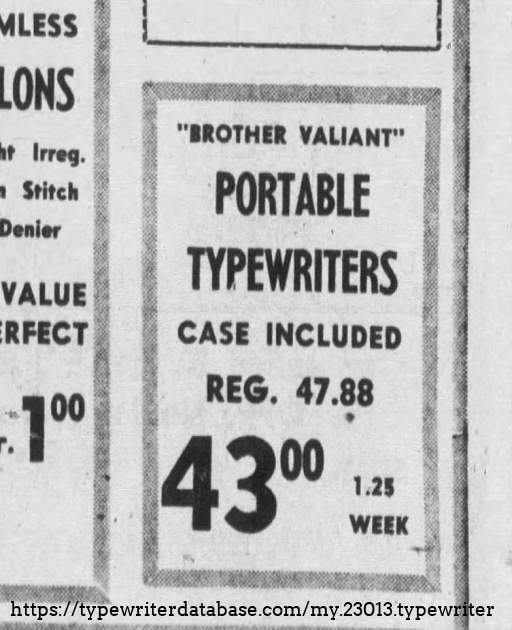 MLESS
LONS
ht Irreg.
n Stitch
Denier
VALUE
ERFECT
r. 1 00
"BROTHER VALIANT"
PORTABLE
TYPEWRITERS
CASE INCLUDED
REG. 47.88
43 00
1.25
WEEK
https://typewriterdatabase.com/my.23013.typewriter